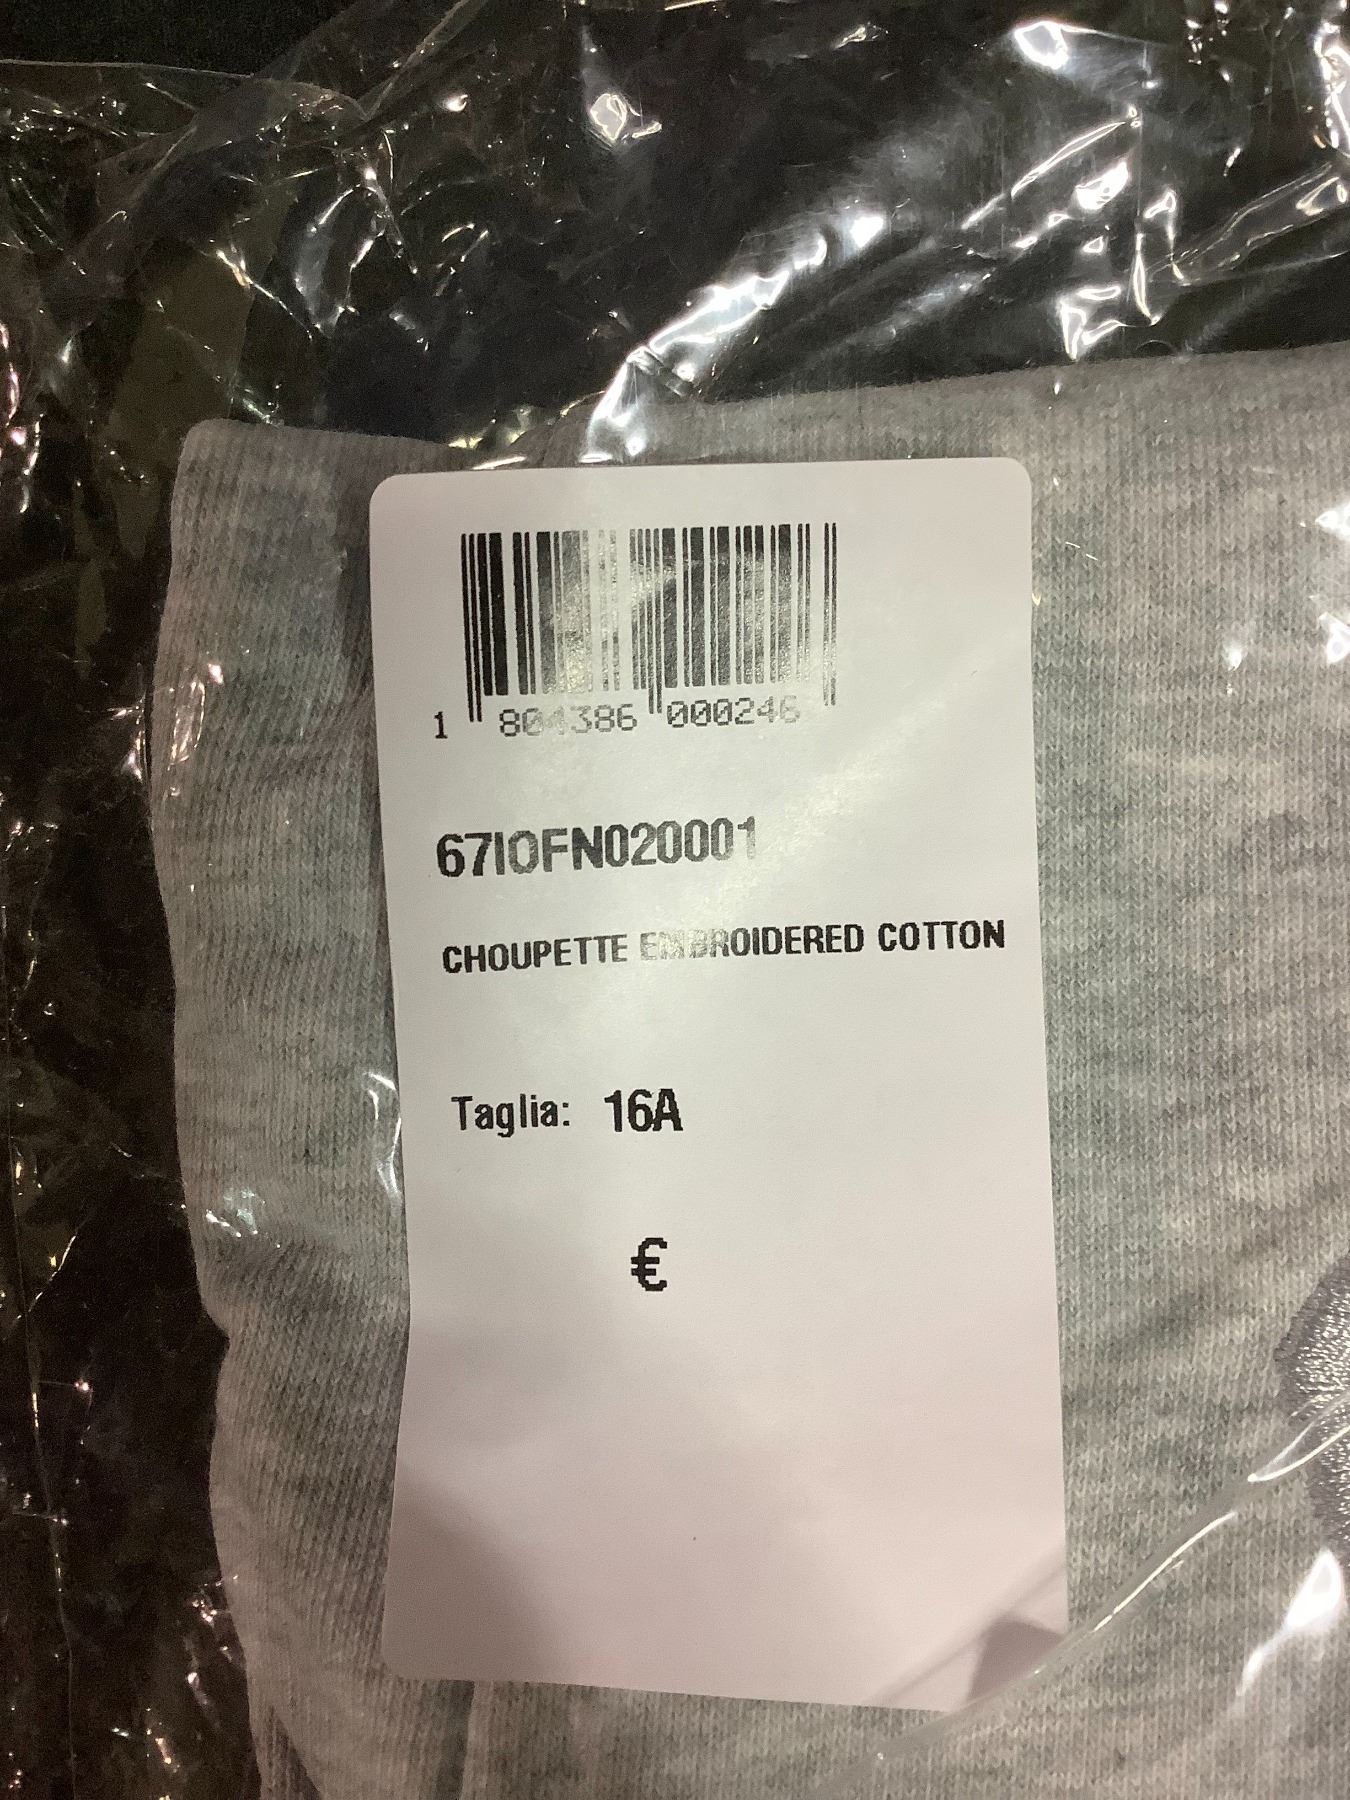 1 804386 000246
67IOFN020001
CHOUPETTE EMBROIDERED COTTON
Taglia: 16A
€